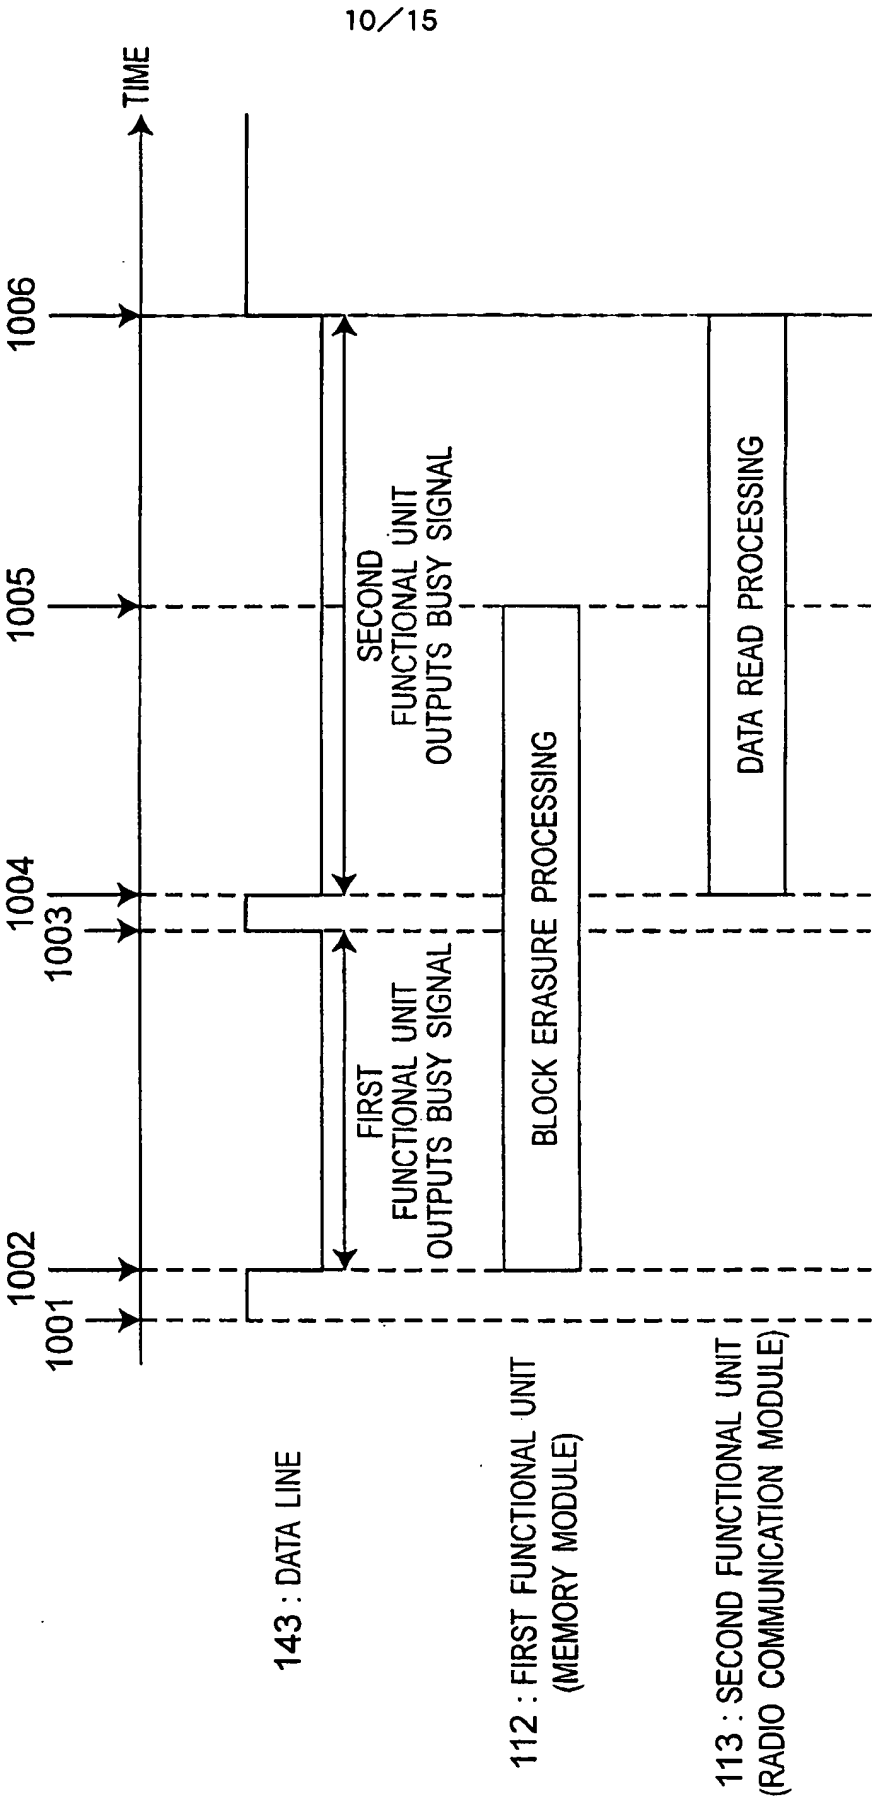 10/15
1001
1002
1003
1004
1005
1006
TIME
143 : DATA LINE
FIRST
FUNCTIONAL UNIT
OUTPUTS BUSY SIGNAL
SECOND
FUNCTIONAL UNIT
OUTPUTS BUSY SIGNAL
112 : FIRST FUNCTIONAL UNIT
(MEMORY MODULE)
BLOCK ERASURE PROCESSING
113 : SECOND FUNCTIONAL UNIT
(RADIO COMMUNICATION MODULE)
DATA READ PROCESSING